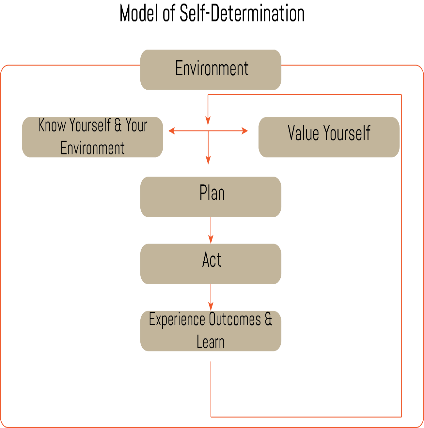 Model of Self-Determination
Environment
Know Yourself & Your
Environment
Value Yourself
Plan
Act
Experience Outcomes &
Learn